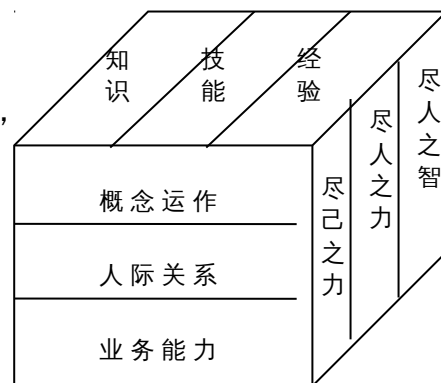 知识
技能
经验
，
概念运作
人际关系
业务能力
尽己之力
尽人之力
尽人之智